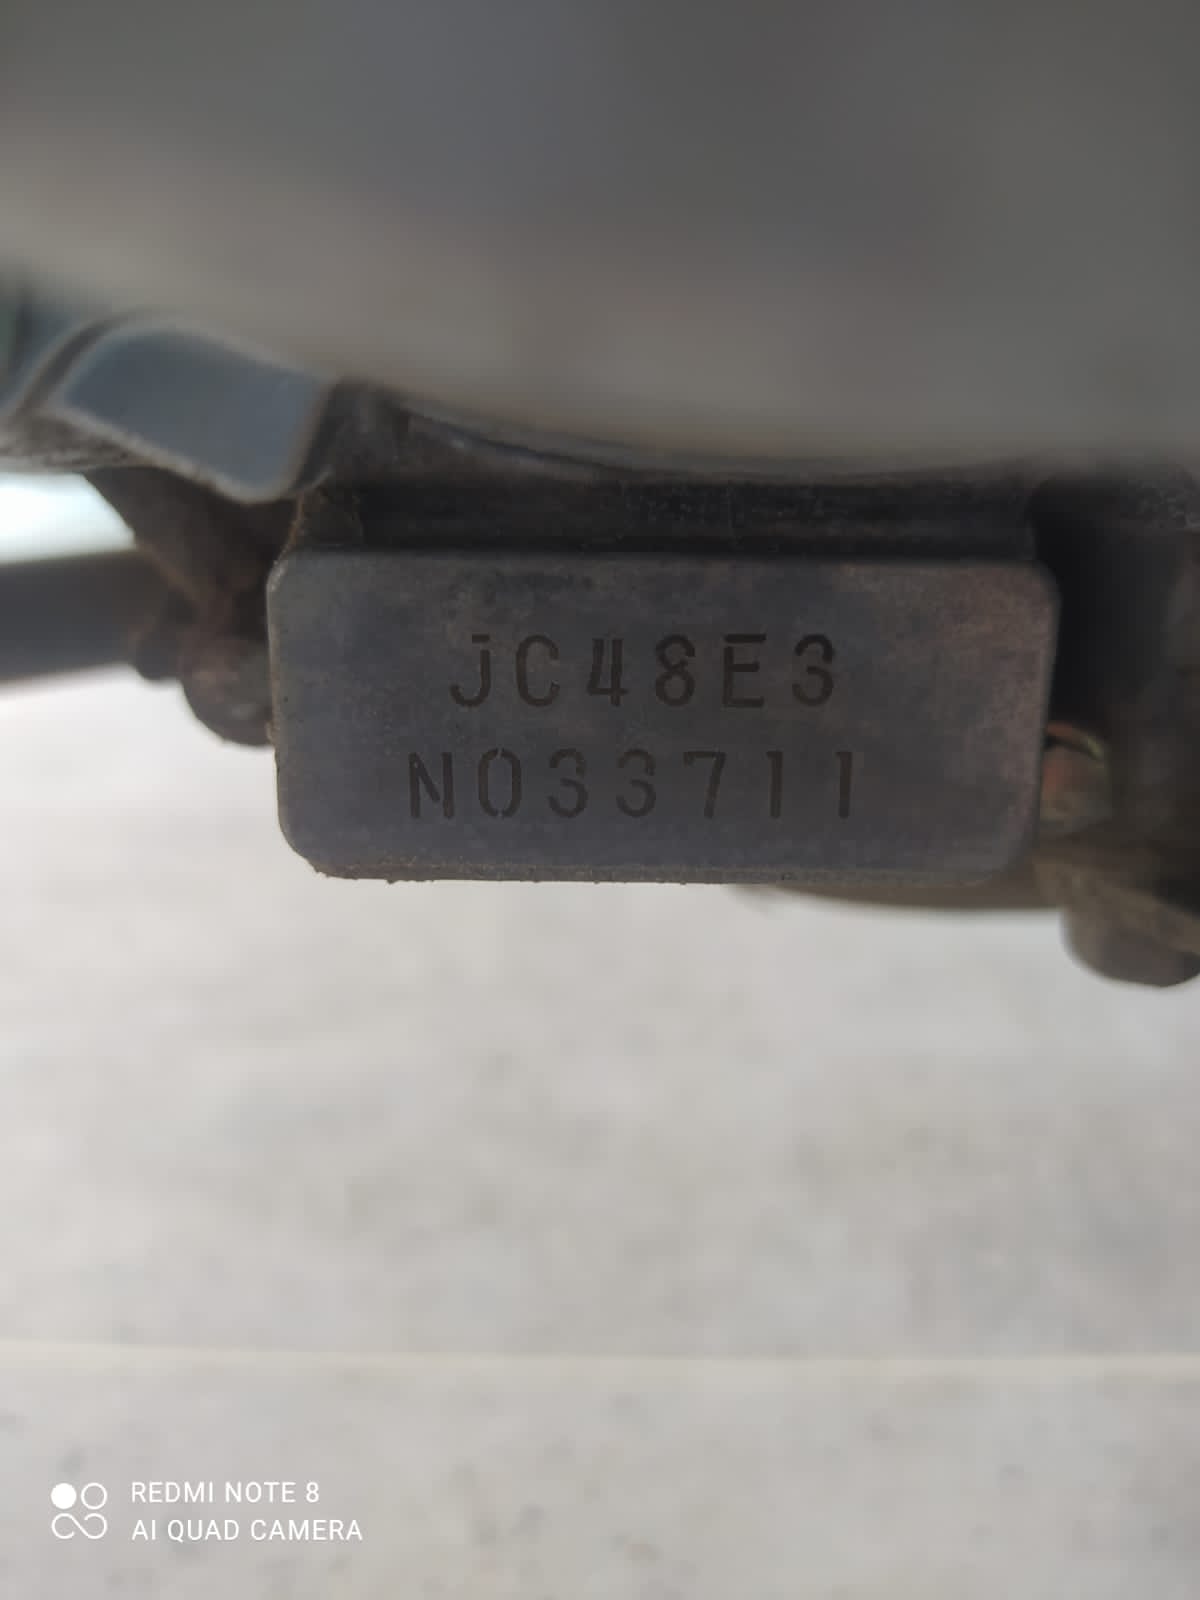 JC48E3
N033711
REDMI NOTE 8
AI QUAD CAMERA